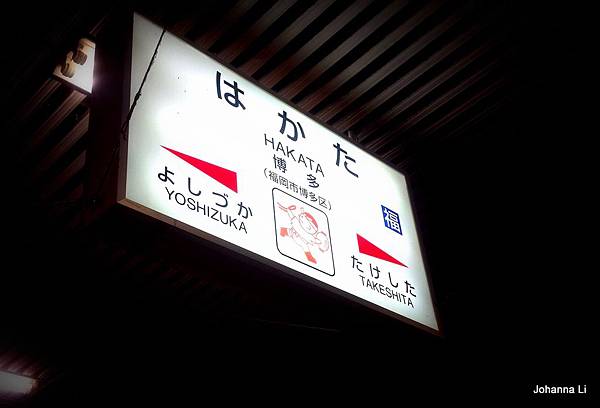 はかた
HAKATA
博多
(福岡市博多区)
福
よしづか
YOSHIZUKA
たけした
TAKESHITA
Johanna Li